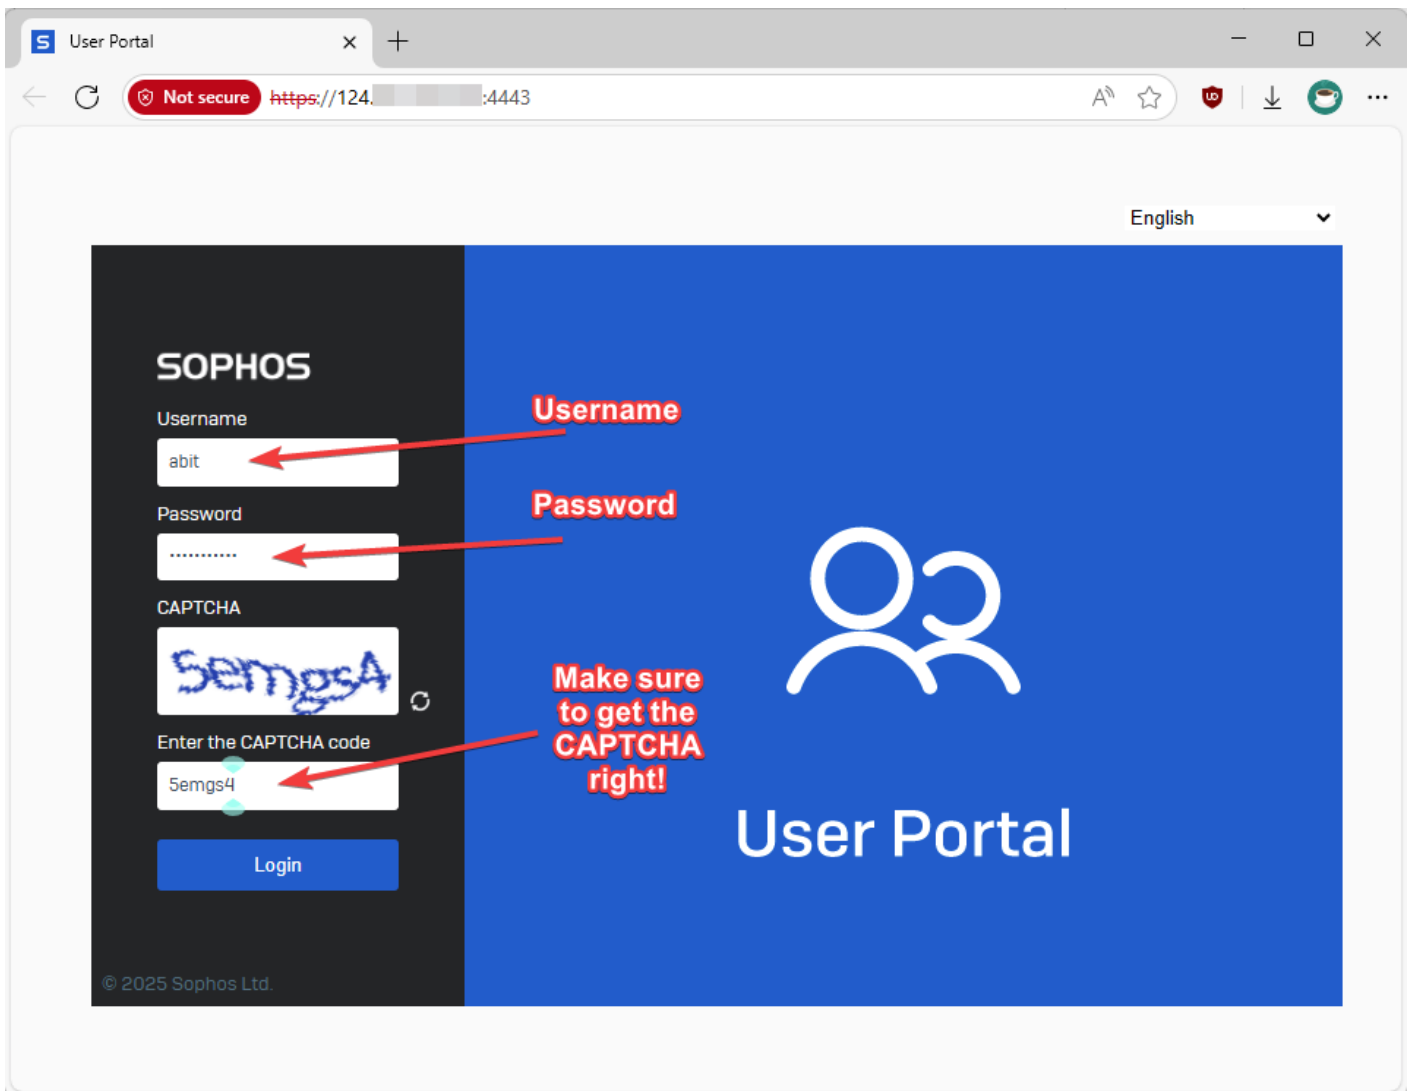 User Portal
Not secure https://124. :4443
English
SOPHOS
Username
abit
Password
•••••••••••
CAPTCHA
5emgs4
Enter the CAPTCHA code
5emgs4
Login
© 2025 Sophos Ltd.
Username
Password
Make sure
to get the
CAPTCHA
right!
User Portal